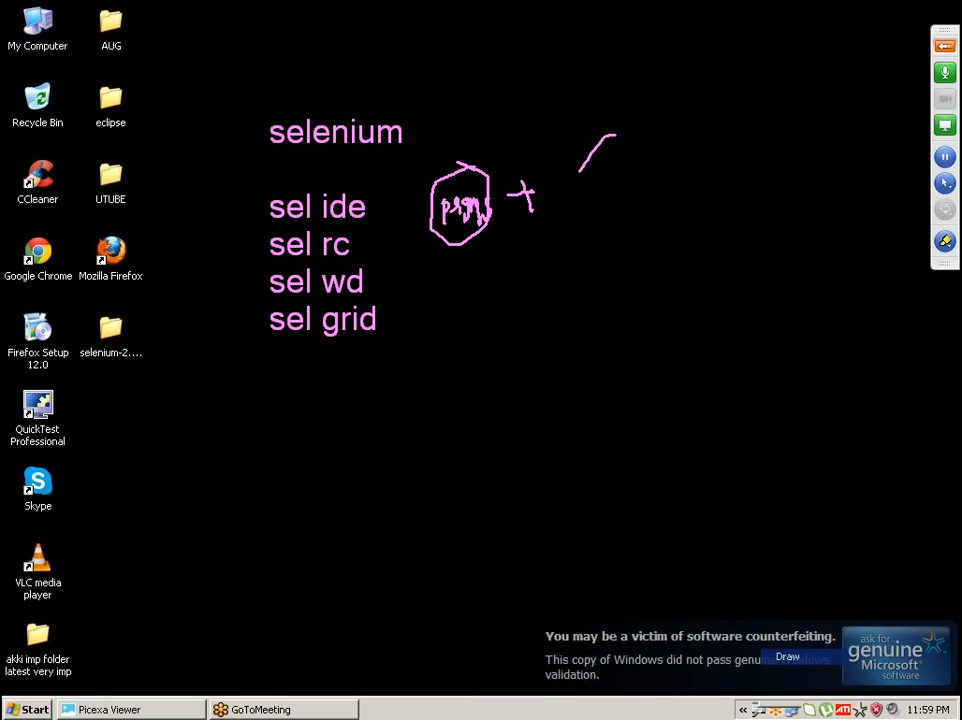 My Computer
AUG
Recycle Bin
eclipse
CCleaner
UTUBE
Google Chrome
Mozilla Firefox
Firefox Setup
12.0
selenium-2....
QuickTest
Professional
Skype
VLC media
player
akki imp folder
latest very imp
selenium
sel ide
sel rc
sel wd
sel grid
+
You may be a victim of software counterfeiting.
This copy of Windows did not pass genuine Windows
validation.
Draw
ask for
genuine
Microsoft
software
Start
Picexa Viewer
GoToMeeting
«
ATI
11:59 PM